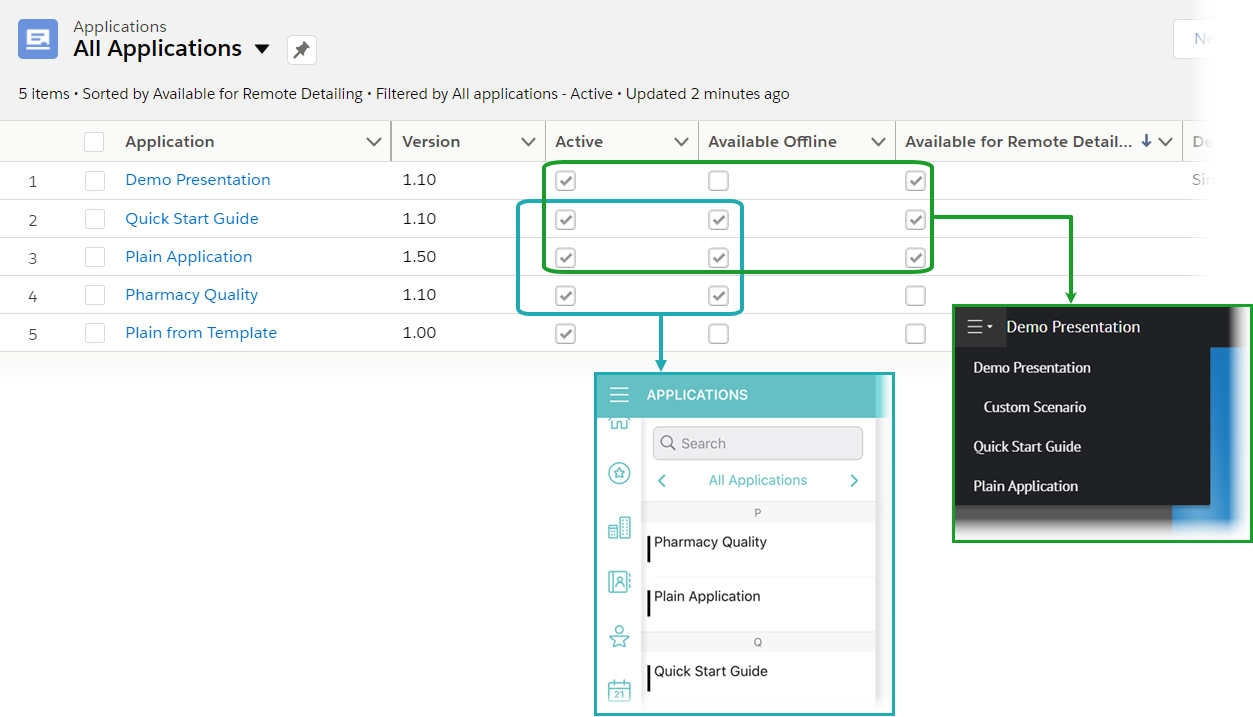 Applications
All Applications
Ne
5 items • Sorted by Available for Remote Detailing • Filtered by All applications - Active • Updated 2 minutes ago
Application Version Active Available Offline Available for Remote Detail... De
1 Demo Presentation 1.10 Sin
2 Quick Start Guide 1.10
3 Plain Application 1.50
4 Pharmacy Quality 1.10
5 Plain from Template 1.00
Demo Presentation
Demo Presentation
Custom Scenario
Quick Start Guide
Plain Application
APPLICATIONS
Search
All Applications
P
Pharmacy Quality
Plain Application
Q
Quick Start Guide
21